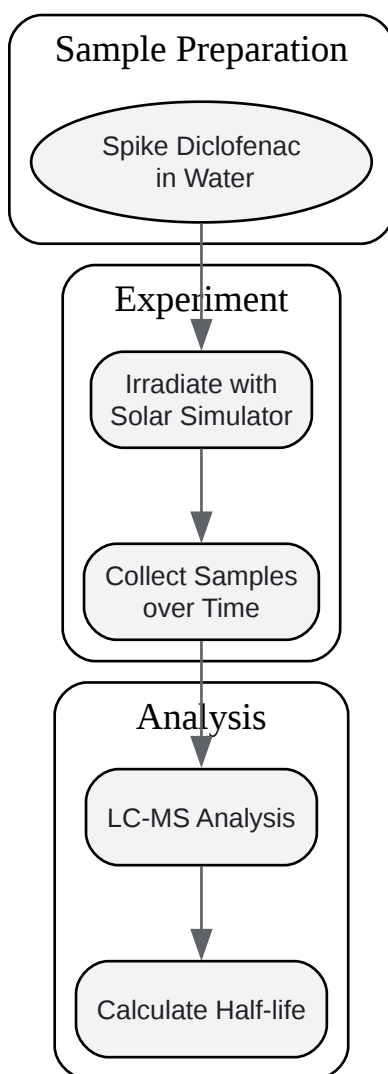 Sample Preparation
Spike Diclofenac
in Water
Experiment
Irradiate with
Solar Simulator
Collect Samples
over Time
Analysis
LC-MS Analysis
Calculate Half-life